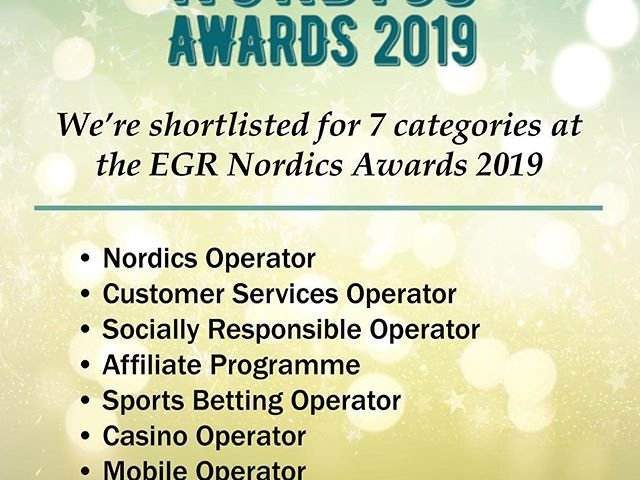 NORDICS
AWARDS 2019
We're shortlisted for 7 categories at
the EGR Nordics Awards 2019
• Nordics Operator
• Customer Services Operator
• Socially Responsible Operator
• Affiliate Programme
• Sports Betting Operator
• Casino Operator
• Mobile Operator